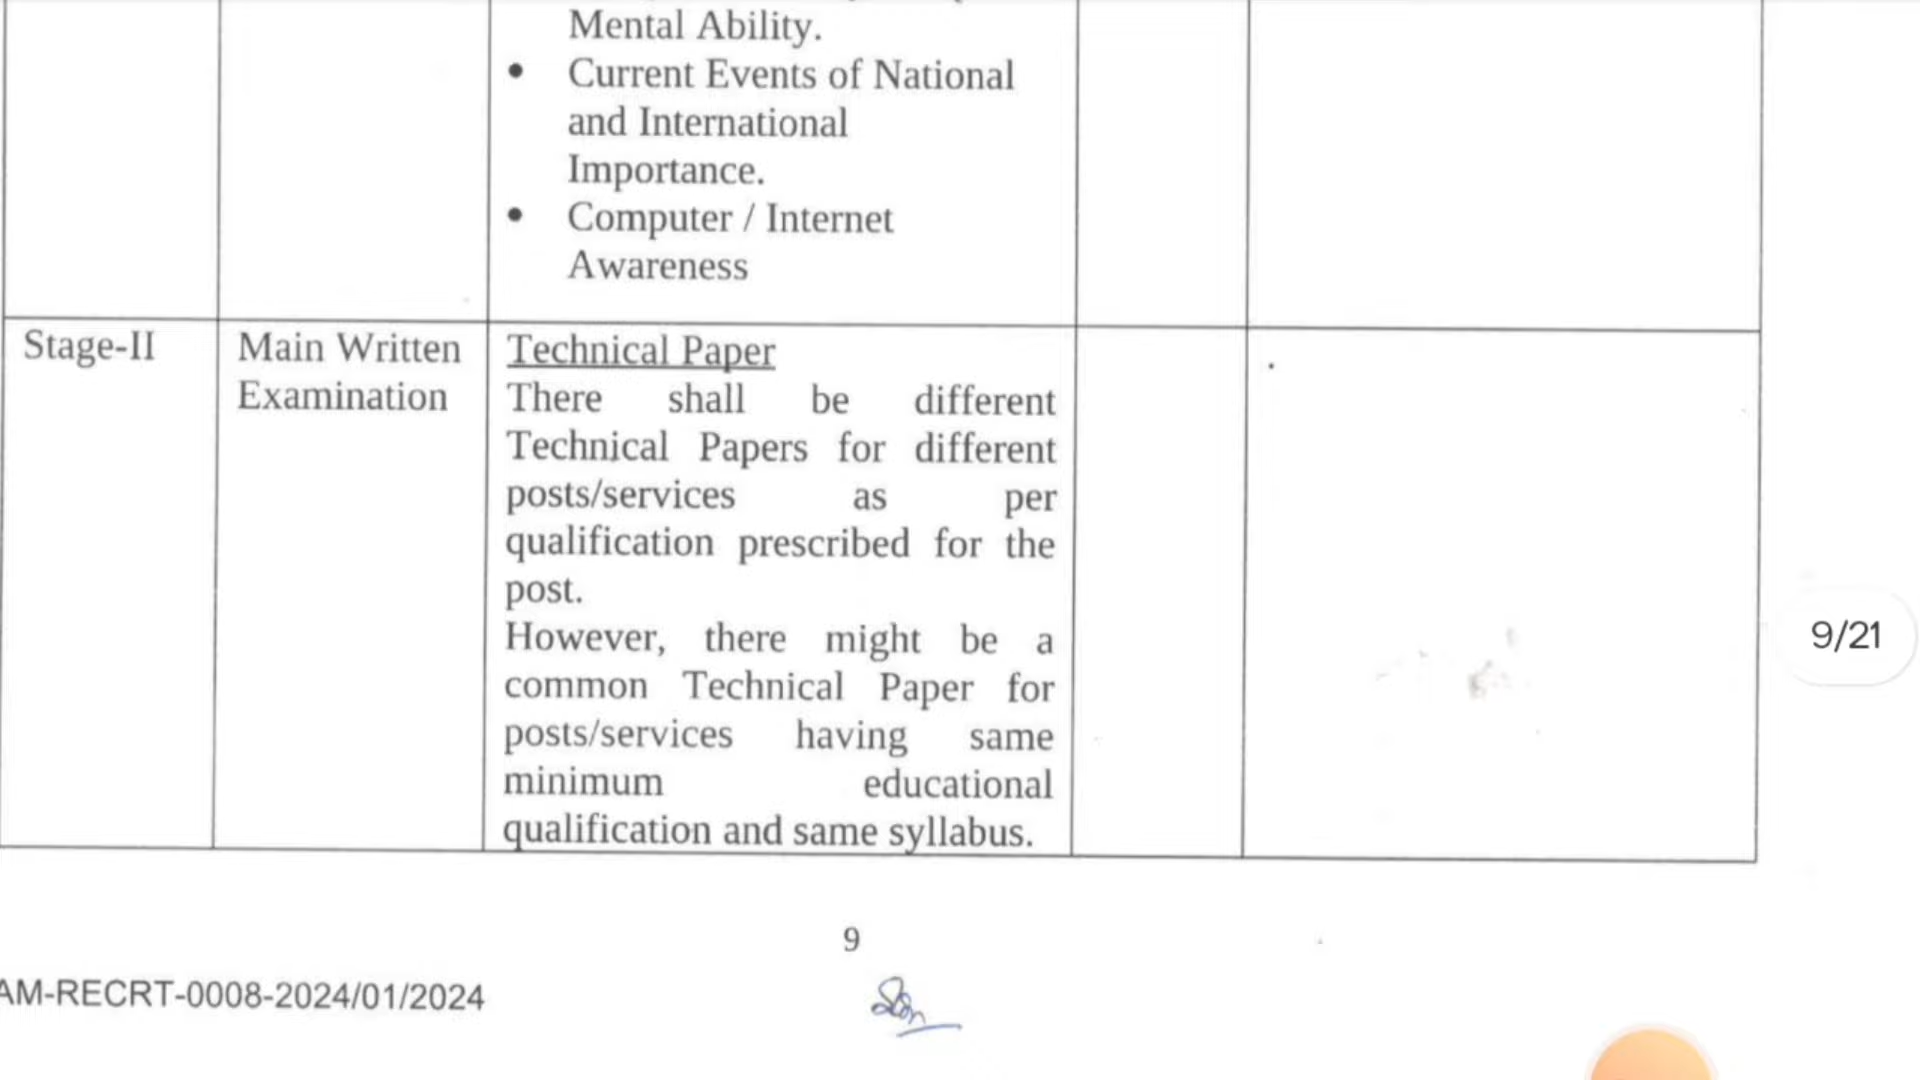 Mental Ability.
• Current Events of National
and International
Importance.
• Computer / Internet
Awareness
Stage-II
Main Written
Examination
Technical Paper
There shall be different
Technical Papers for different
posts/services as per
qualification prescribed for the
post.
However, there might be a
common Technical Paper for
posts/services having same
minimum educational
qualification and same syllabus.
9/21
9
AM-RECRT-0008-2024/01/2024